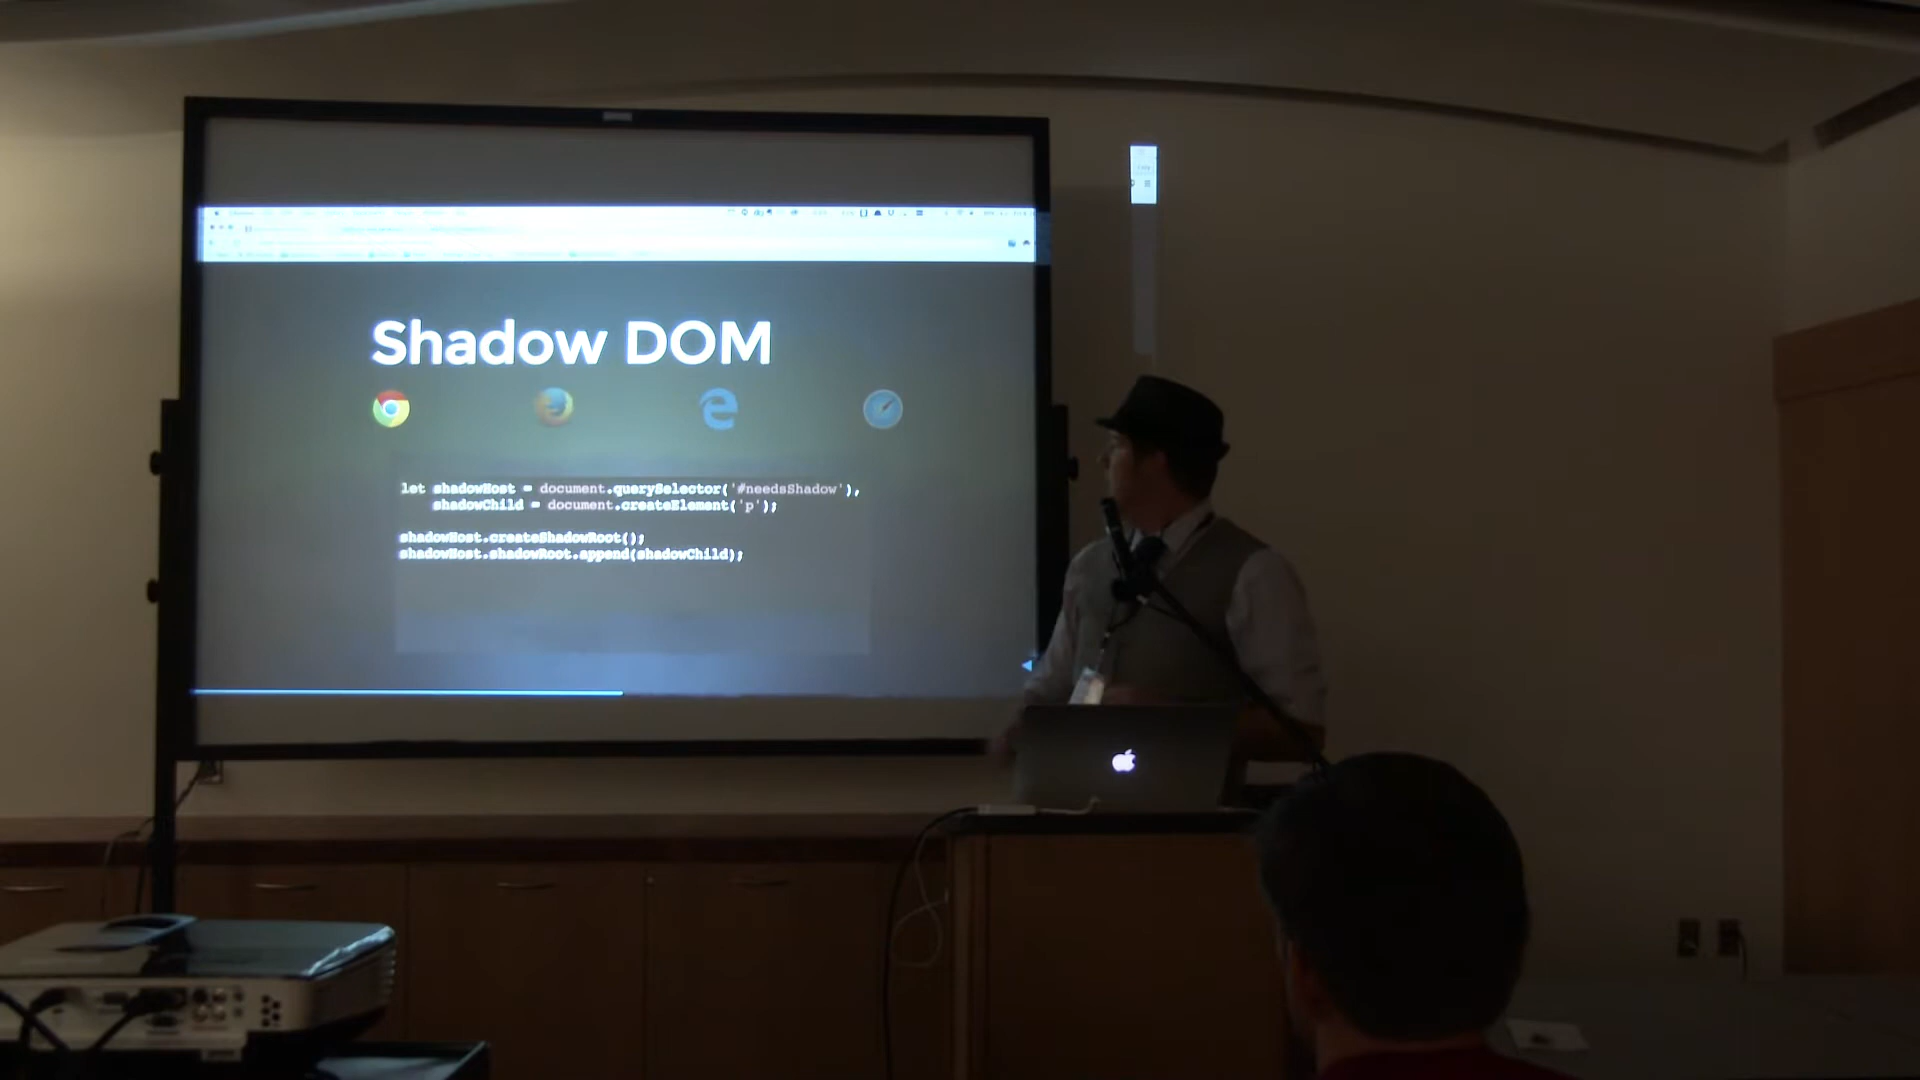 Shadow DOM
let shadowHost = document.querySelector('#needsShadow'),
shadowChild = document.createElement('p');
shadowHost.createShadowRoot();
shadowHost.shadowRoot.append(shadowChild);